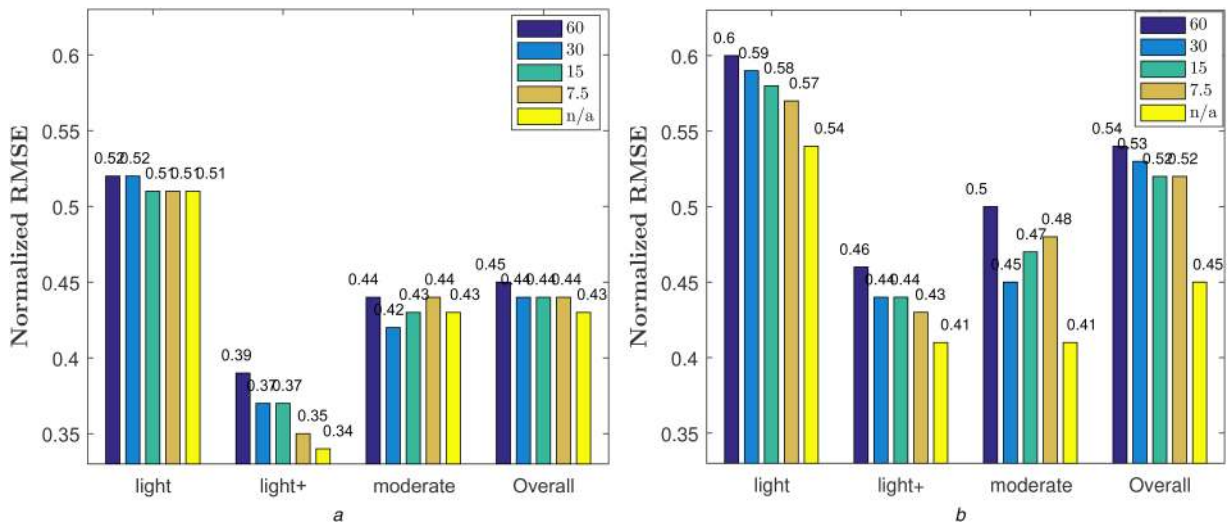 60
30
15
7.5
n/a
0.6
0.55
0.5
0.45
0.4
0.35
Normalized RMSE
0.52 0.52 0.51 0.51 0.51
0.39 0.37 0.37 0.35 0.34
0.44 0.42 0.43 0.44 0.43
0.45 0.44 0.44 0.44 0.43
light light+ moderate Overall
a
60
30
15
7.5
n/a
0.6
0.55
0.5
0.45
0.4
0.35
Normalized RMSE
0.6 0.59 0.58 0.57 0.54
0.46 0.44 0.44 0.43 0.41
0.5 0.45 0.47 0.48 0.41
0.54 0.53 0.52 0.52 0.45
light light+ moderate Overall
b